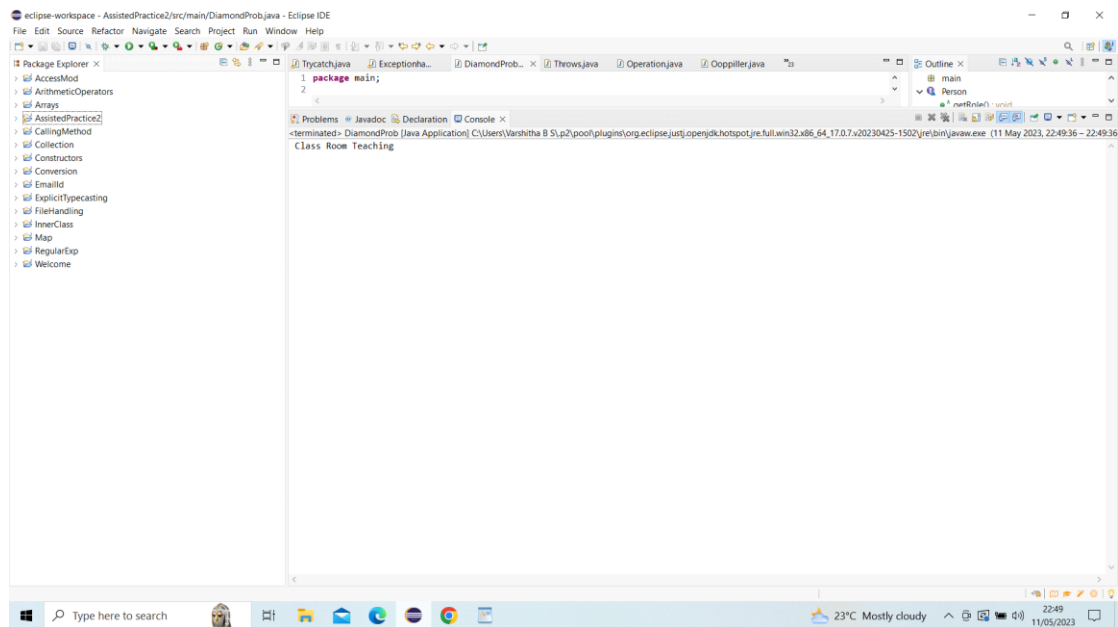 eclipse-workspace - AssistedPractice2/src/main/DiamondProb.java - Eclipse IDE
File Edit Source Refactor Navigate Search Project Run Window Help
Package Explorer
AccessMod
ArithmeticOperators
Arrays
AssistedPractice2
CallingMethod
Collection
Constructors
Conversion
EmailId
ExplicitTypecasting
FileHandling
InnerClass
Map
RegularExp
Welcome
Trycatch.java Exceptionha... DiamondProb... Throws.java Operation.java Ooppiller.java »23
1 package main;
2
Problems Javadoc Declaration Console
<terminated> DiamondProb [Java Application] C:\Users\Varshitha B S\.p2\pool\plugins\org.eclipse.justj.openjdk.hotspot.jre.full.win32.x86_64_17.0.7.v20230425-1502\jre\bin\javaw.exe (11 May 2023, 22:49:36 – 22:49:36
Class Room Teaching
Outline
main
Person
getRole() : void
Type here to search
23°C Mostly cloudy
22:49
11/05/2023